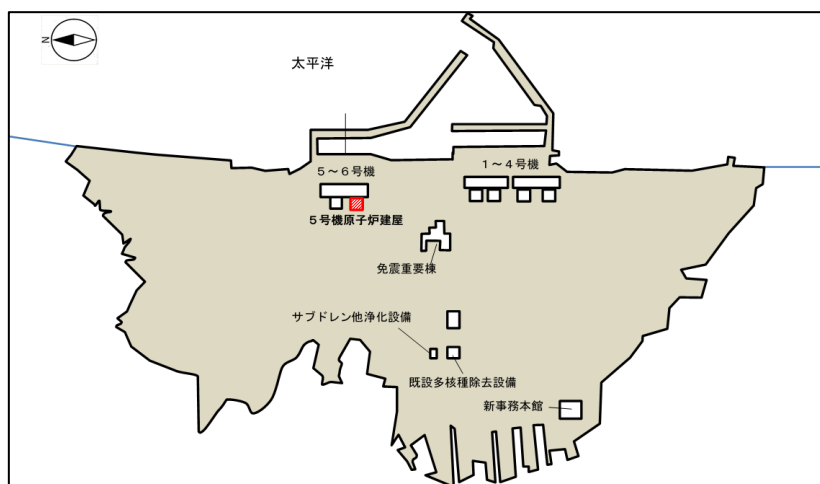 N
太平洋
1～4号機
5～6号機
5号機原子炉建屋
免震重要棟
サブドレン他浄化設備
既設多核種除去設備
新事務本館